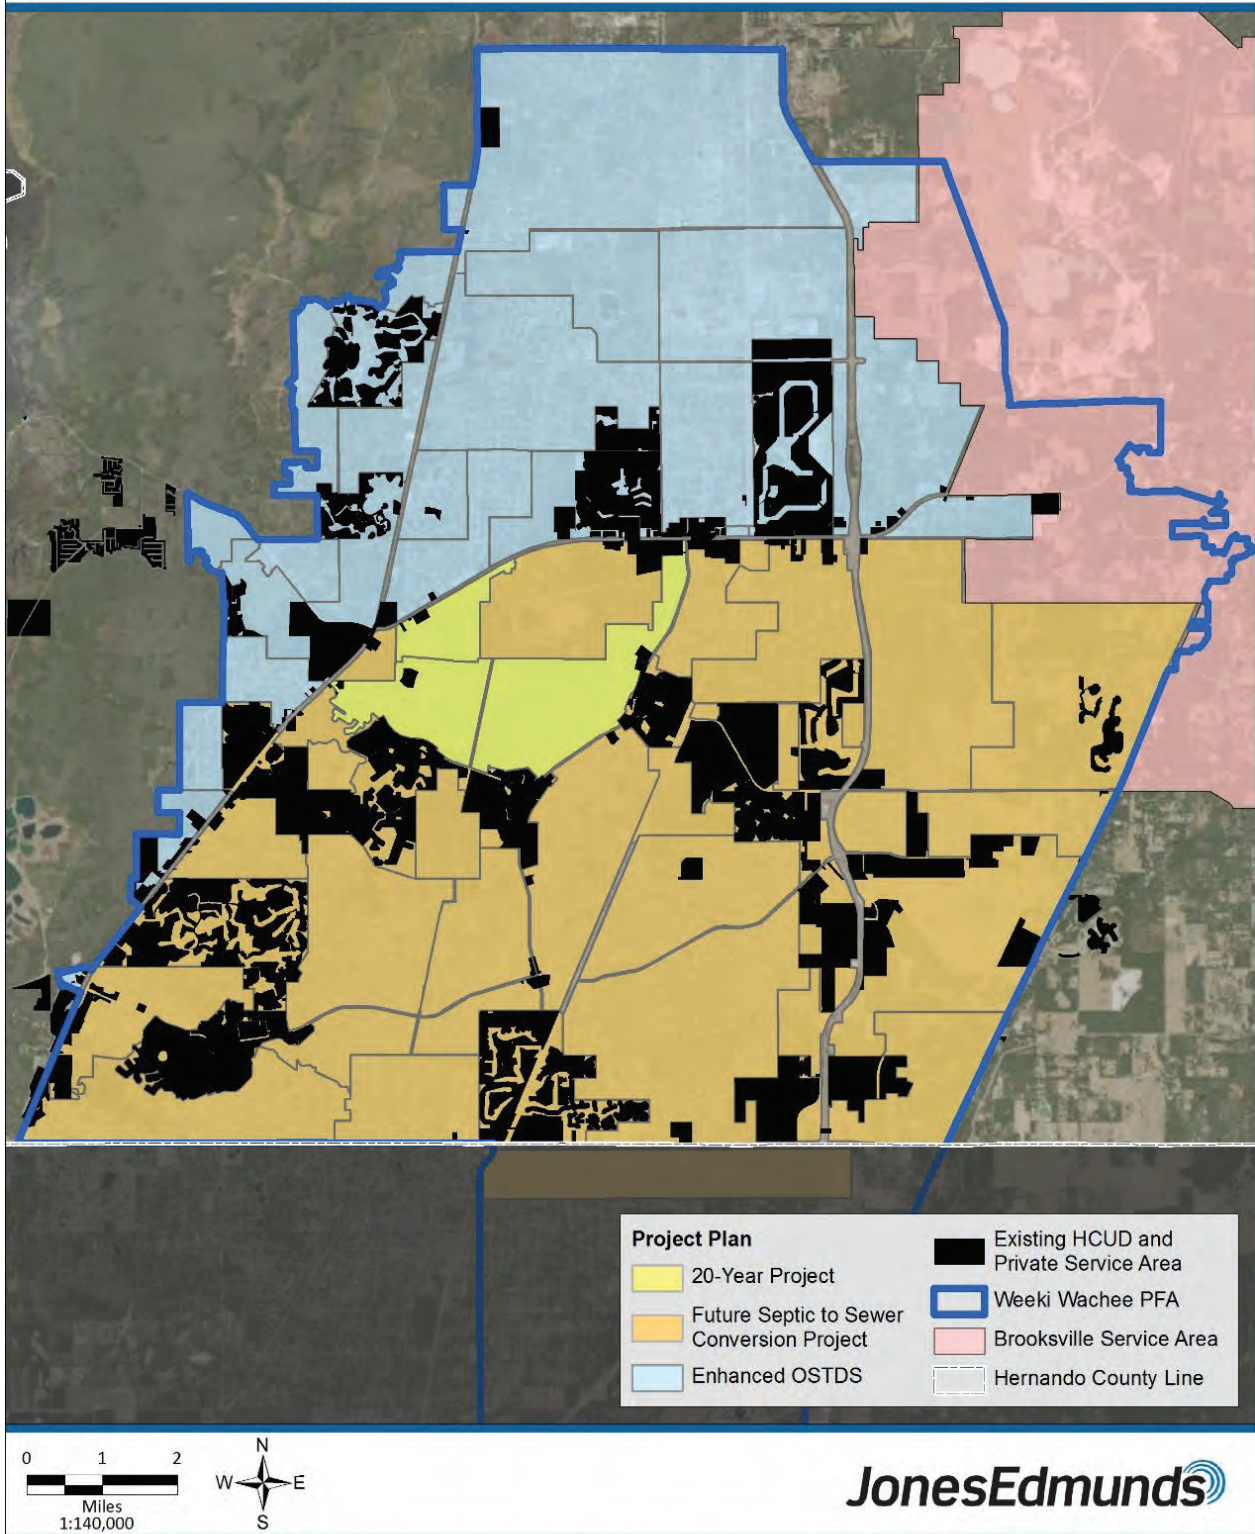 Project Plan
20-Year Project
Future Septic to Sewer
Conversion Project
Enhanced OSTDS
Existing HCUD and
Private Service Area
Weeki Wachee PFA
Brooksville Service Area
Hernando County Line
0 1 2
Miles
1:140,000
N
W E
S
JonesEdmunds